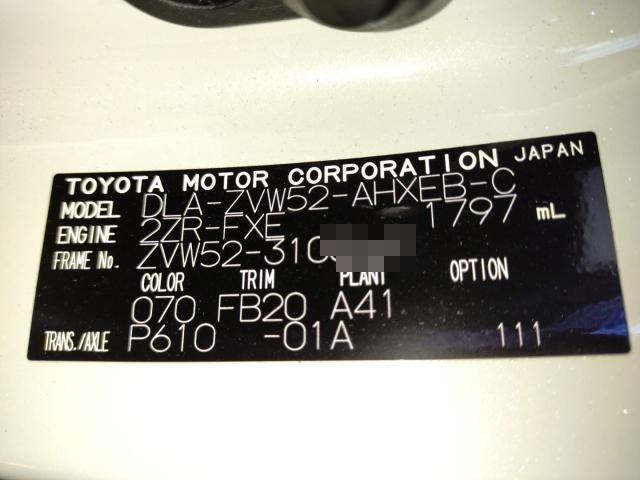 TOYOTA MOTOR CORPORATION JAPAN
MODEL DLA-ZVW52-AHXEB-C
ENGINE 2ZR-FXE 1797 mL
FRAME No. ZVW52-310
COLOR TRIM PLANT OPTION
070 FB20 A41
TRANS./AXLE P610 -01A 111